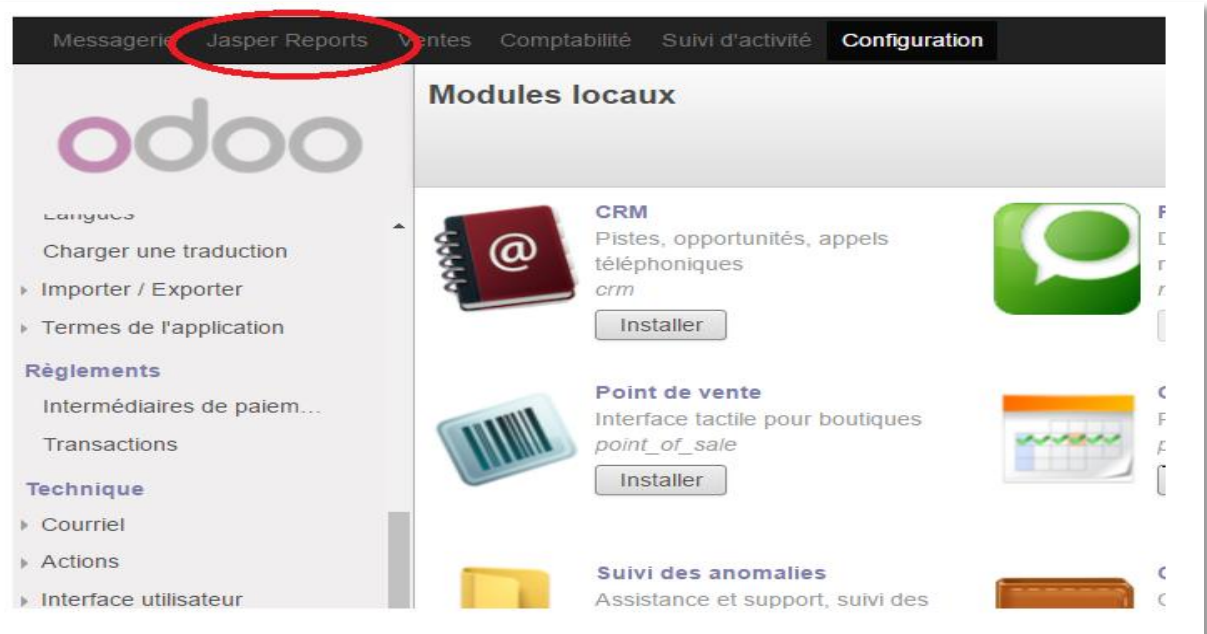 Messagerie Jasper Reports Ventes Comptabilité Suivi d'activité Configuration
odoo
Langues
Charger une traduction
Importer / Exporter
Termes de l'application
Règlements
Intermédiaires de paiem...
Transactions
Technique
Courriel
Actions
Interface utilisateur
Modules locaux
CRM
Pistes, opportunités, appels
téléphoniques
crm
Installer
Point de vente
Interface tactile pour boutiques
point_of_sale
Installer
Suivi des anomalies
Assistance et support, suivi des